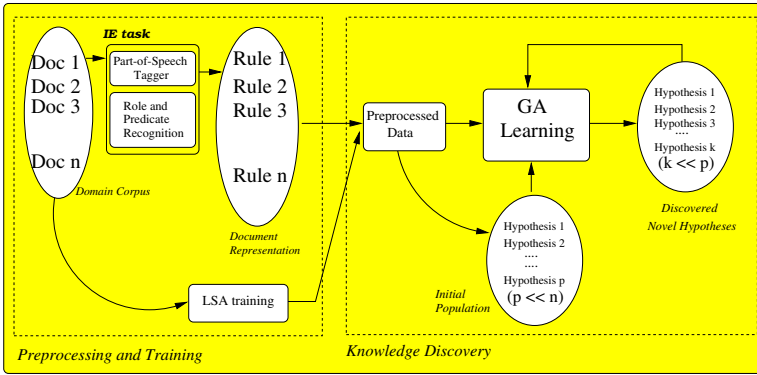 IE task
Doc 1
Doc 2
Doc 3
Doc n
Domain Corpus
Part-of-Speech
Tagger
Role and
Predicate
Recognition
Rule 1
Rule 2
Rule 3
Rule n
Document
Representation
LSA training
Preprocessing and Training
Preprocessed
Data
GA
Learning
Hypothesis 1
Hypothesis 2
....
....
Hypothesis p
(p << n)
Initial
Population
Hypothesis 1
Hypothesis 2
Hypothesis 3
....
Hypothesis k
(k << p)
Discovered
Novel Hypotheses
Knowledge Discovery